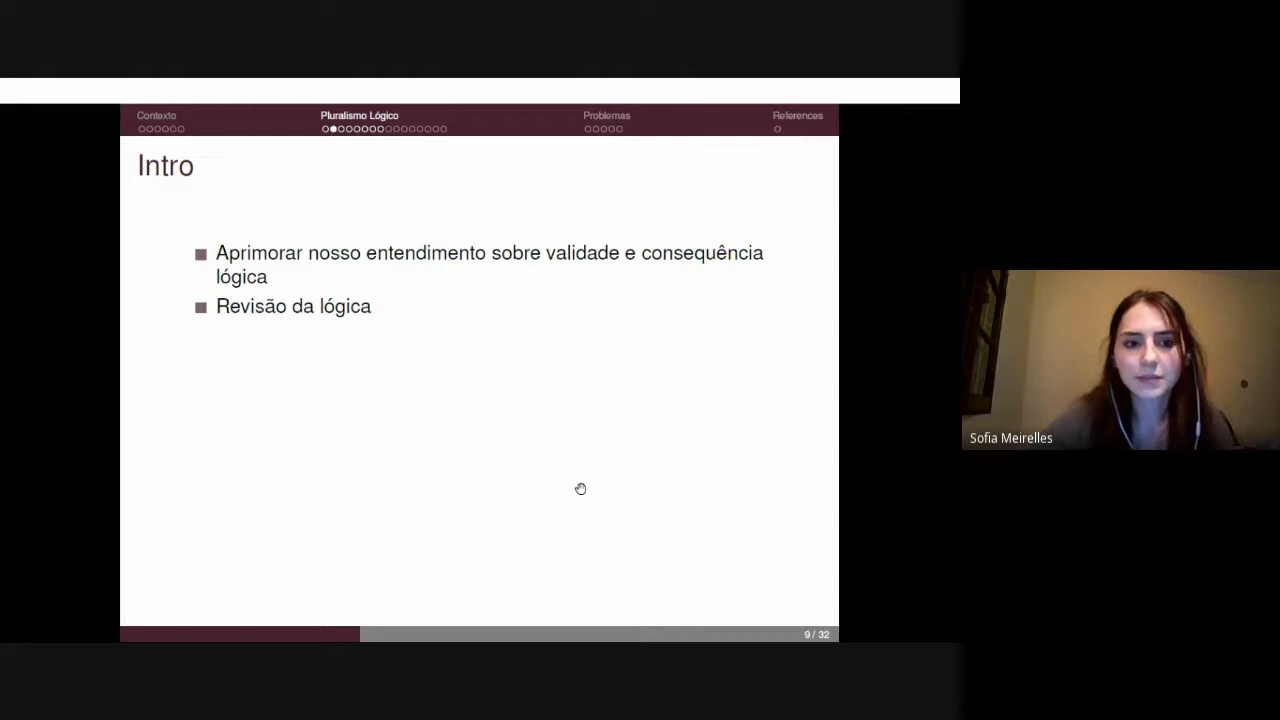 Contexto
Pluralismo Lógico
Problemas
References
Intro
Aprimorar nosso entendimento sobre validade e consequência
lógica
Revisão da lógica
Sofia Meirelles
9 / 32